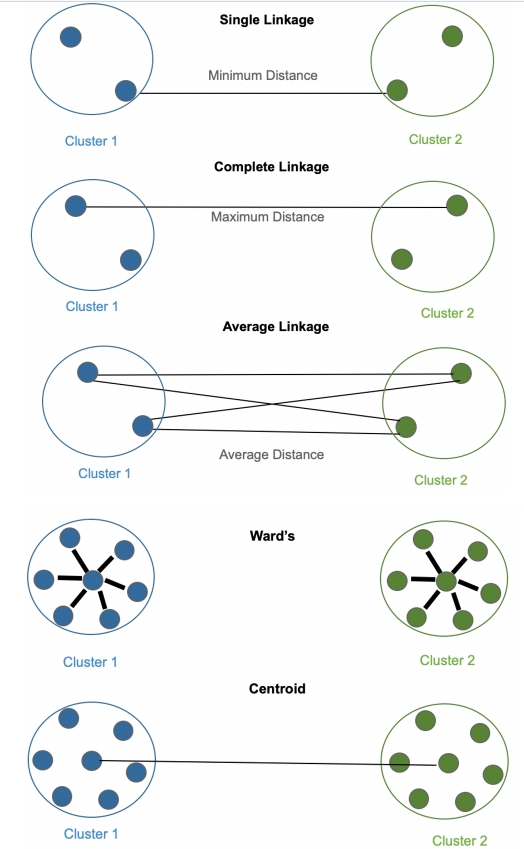 Single Linkage
Minimum Distance
Cluster 1
Cluster 2
Complete Linkage
Maximum Distance
Cluster 1
Cluster 2
Average Linkage
Average Distance
Cluster 1
Cluster 2
Ward's
Cluster 1
Cluster 2
Centroid
Cluster 1
Cluster 2